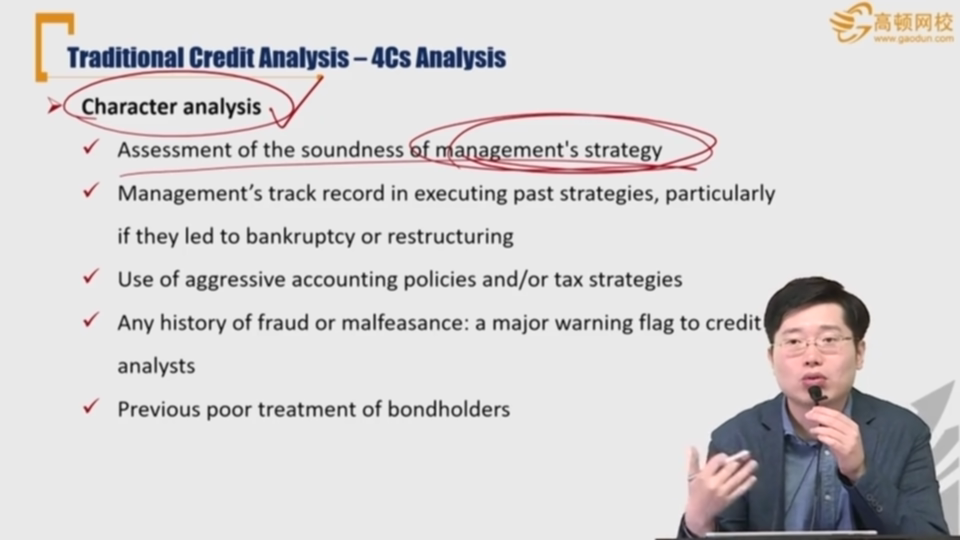 高顿网校
www.gaodun.com
Traditional Credit Analysis – 4Cs Analysis
Character analysis
Assessment of the soundness of management's strategy
Management’s track record in executing past strategies, particularly
if they led to bankruptcy or restructuring
Use of aggressive accounting policies and/or tax strategies
Any history of fraud or malfeasance: a major warning flag to credit
analysts
Previous poor treatment of bondholders